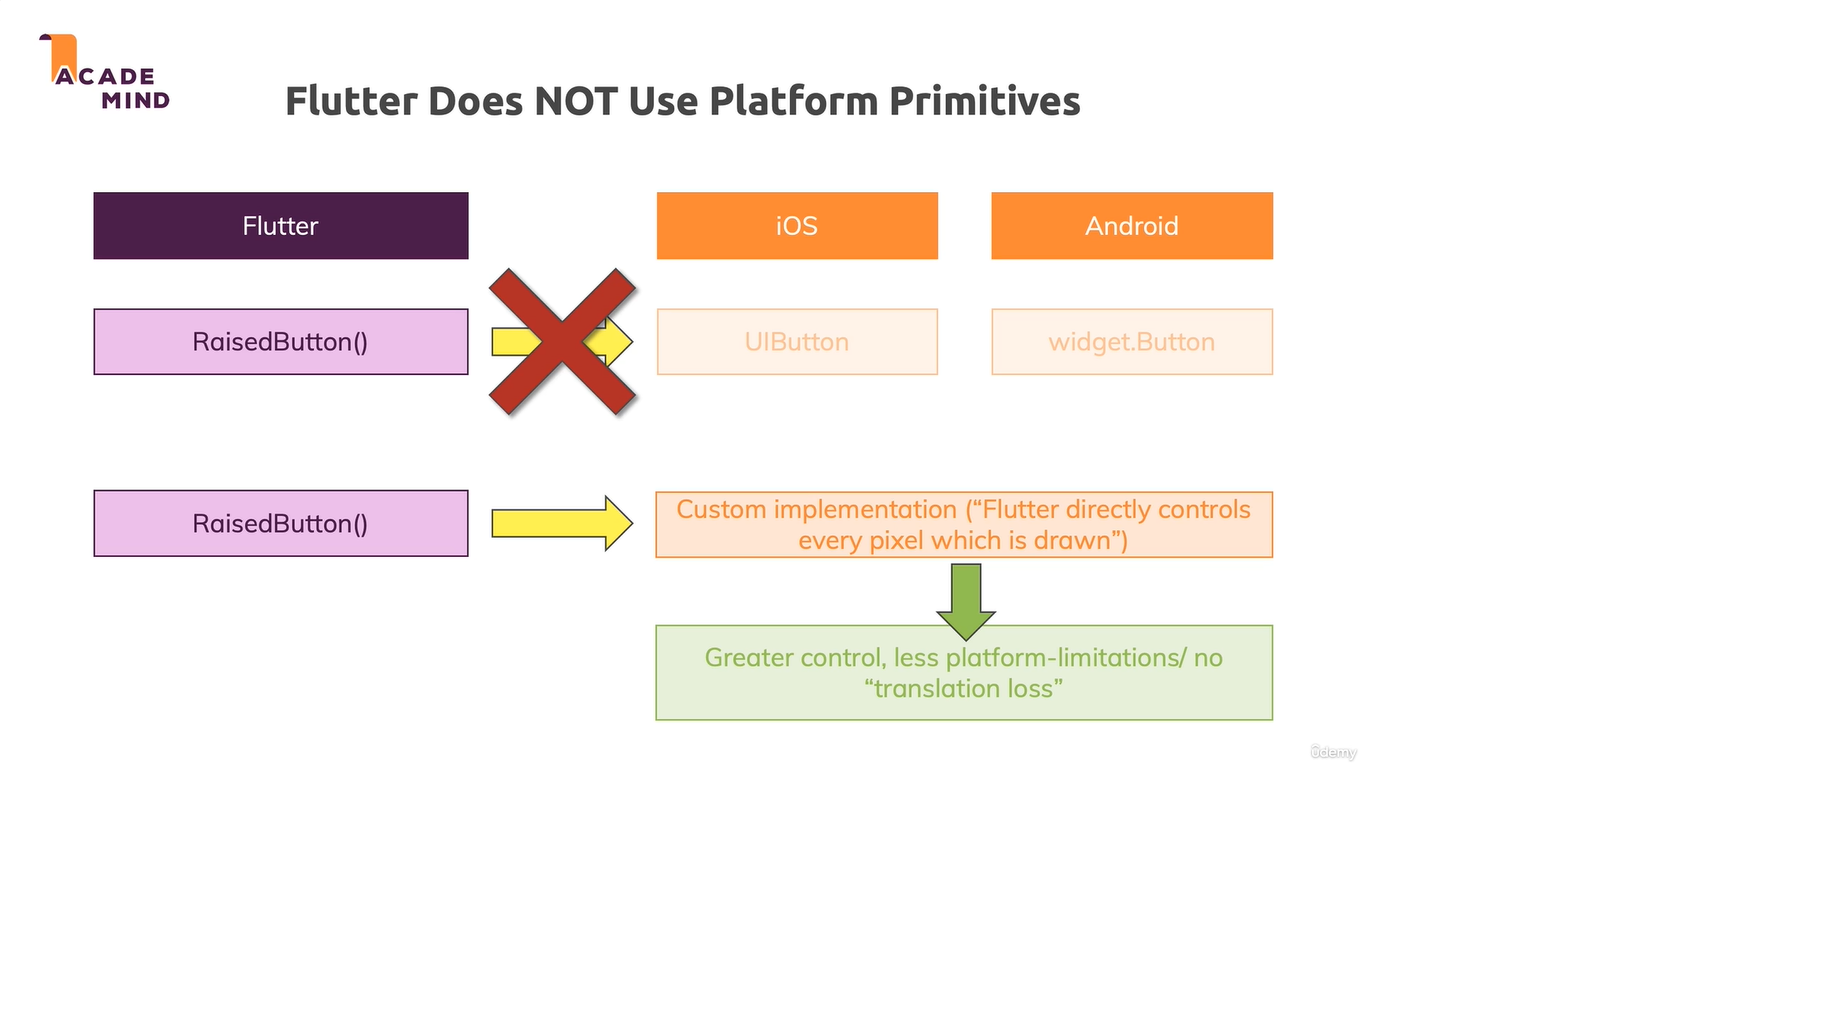 ACADE
MIND
Flutter Does NOT Use Platform Primitives
Flutter
iOS
Android
RaisedButton()
UIButton
widget.Button
RaisedButton()
Custom implementation (“Flutter directly controls
every pixel which is drawn”)
Greater control, less platform-limitations/ no
“translation loss”
ûdemy